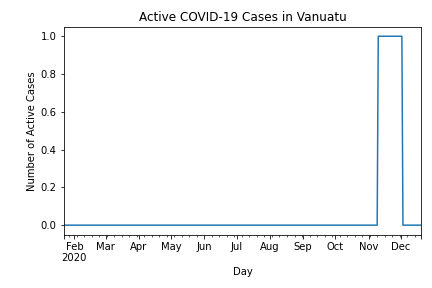 Active COVID-19 Cases in Vanuatu
1.0
0.8
0.6
0.4
0.2
0.0
Number of Active Cases
Feb Mar Apr May Jun Jul Aug Sep Oct Nov Dec
2020
Day